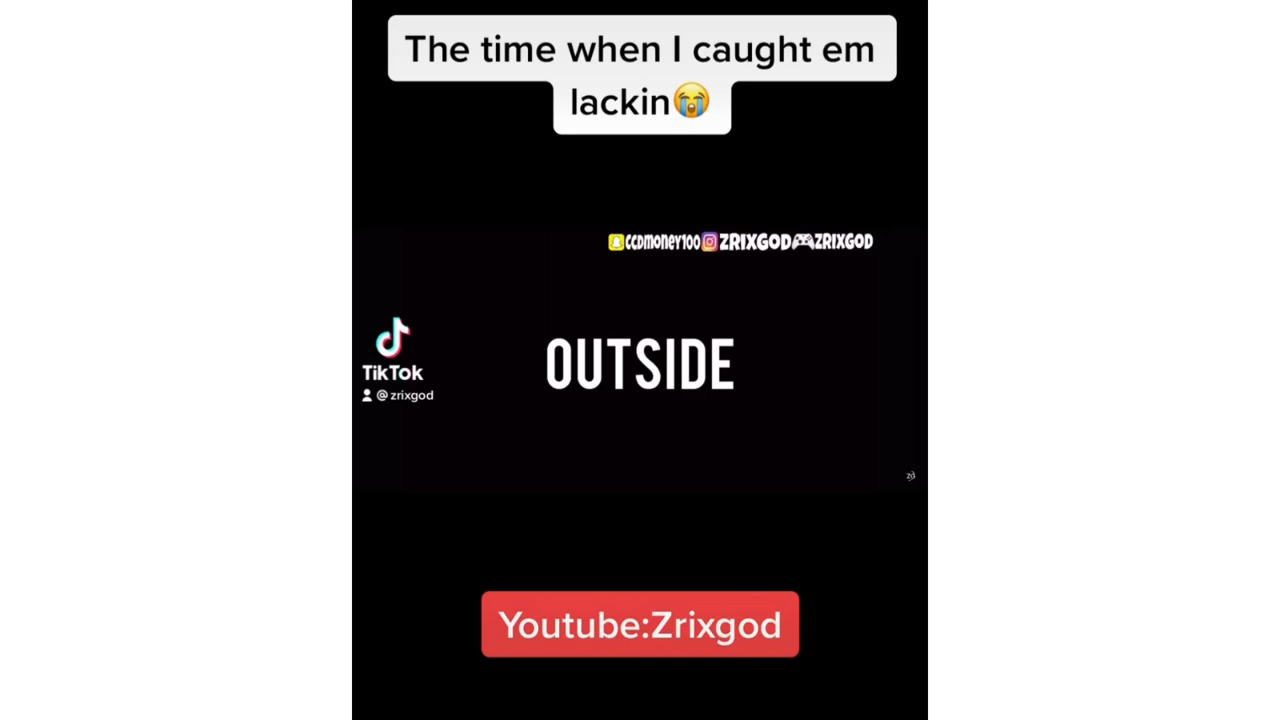 The time when I caught em
lackin😭
ccdmoney100 ZRIXGOD ZRIXGOD
OUTSIDE
TikTok
@zrixgod
Youtube:Zrixgod